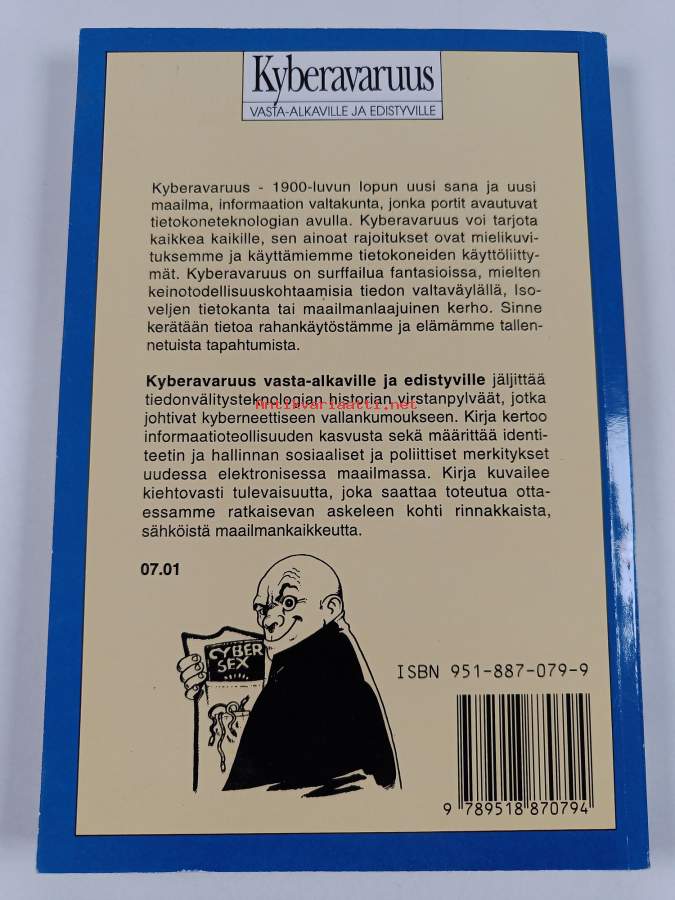 Kyberavaruus
VASTA-ALKAVILLE JA EDISTYVILLE
Kyberavaruus - 1900-luvun lopun uusi sana ja uusi
maailma, informaation valtakunta, jonka portit avautuvat
tietokoneteknologian avulla. Kyberavaruus voi tarjota
kaikkea kaikille, sen ainoat rajoitukset ovat mielikuvi-
tuksemme ja käyttämiemme tietokoneiden käyttöliitty-
mät. Kyberavaruus on surffailua fantasioissa, mielten
keinotodellisuuskohtaamisia tiedon valtaväylällä, Iso-
veljen tietokanta tai maailmanlaajuinen kerho. Sinne
kerätään tietoa rahankäytöstämme ja elämämme tallen-
netuista tapahtumista.
Kyberavaruus vasta-alkaville ja edistyville jäljittää
tiedonvälitysteknologian historian virstanpylväät, jotka
Antikvariaatti.net
johtivat kyberneettiseen vallankumoukseen. Kirja kertoo
informaatioteollisuuden kasvusta sekä määrittää identi-
teetin ja hallinnan sosiaaliset ja poliittiset merkitykset
uudessa elektronisessa maailmassa. Kirja kuvailee
kiehtovasti tulevaisuutta, joka saattaa toteutua otta-
essamme ratkaisevan askeleen kohti rinnakkaista,
sähköistä maailmankaikkeutta.
07.01
CYBER
SEX
ISBN 951-887-079-9
9 789518 870794